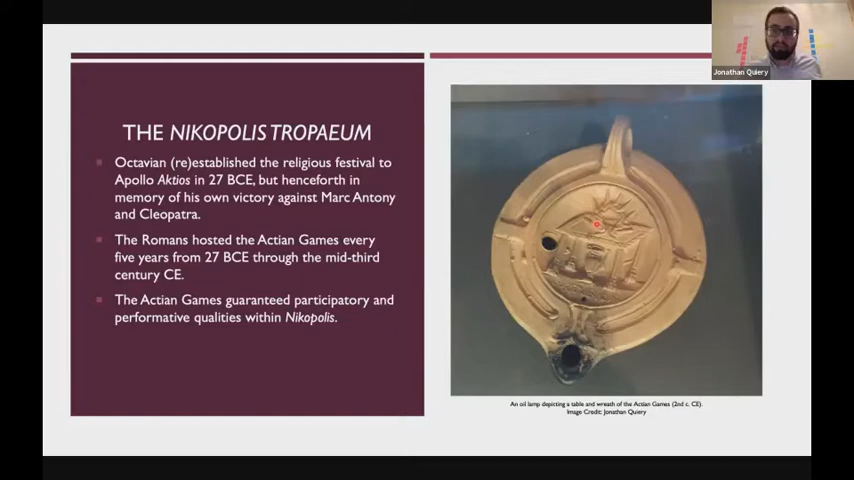 Jonathan Quiery
THE NIKOPOLIS TROPAEUM
Octavian (re)established the religious festival to
Apollo Aktios in 27 BCE, but henceforth in
memory of his own victory against Marc Antony
and Cleopatra.
The Romans hosted the Actian Games every
five years from 27 BCE through the mid-third
century CE.
The Actian Games guaranteed participatory and
performative qualities within Nikopolis.
An oil lamp depicting a table and wreath of the Actian Games (2nd c. CE).
Image Credit: Jonathan Quiery